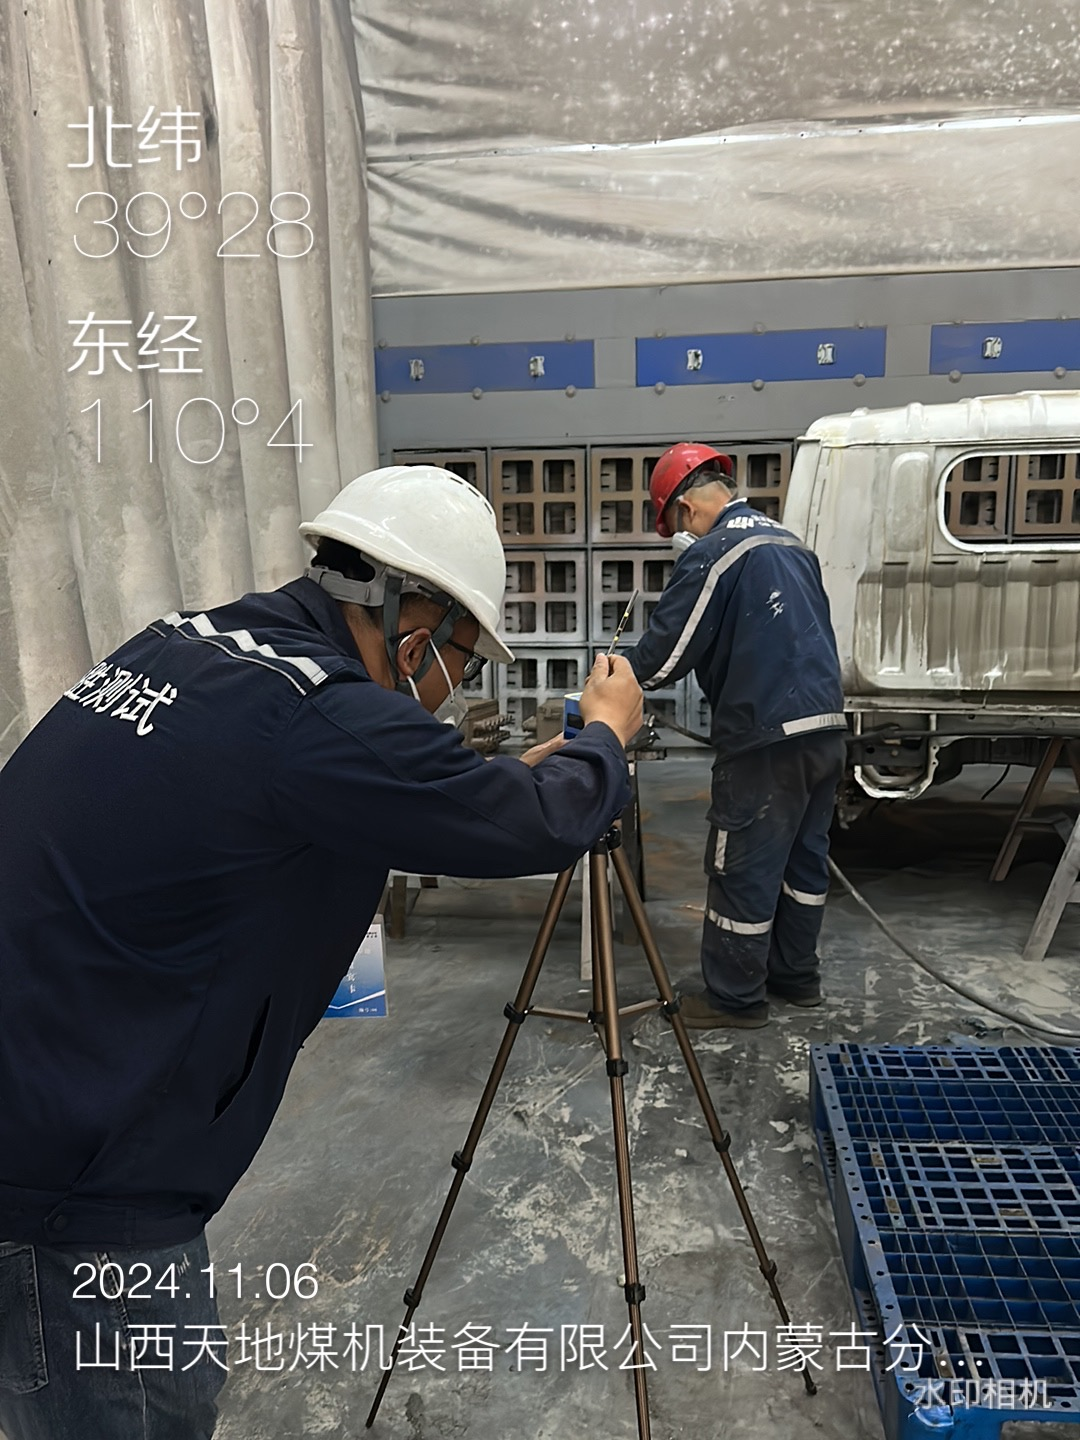 北纬
39°28
东经
110°4
测试
2024.11.06
山西天地煤机装备有限公司内蒙古分...
水印相机